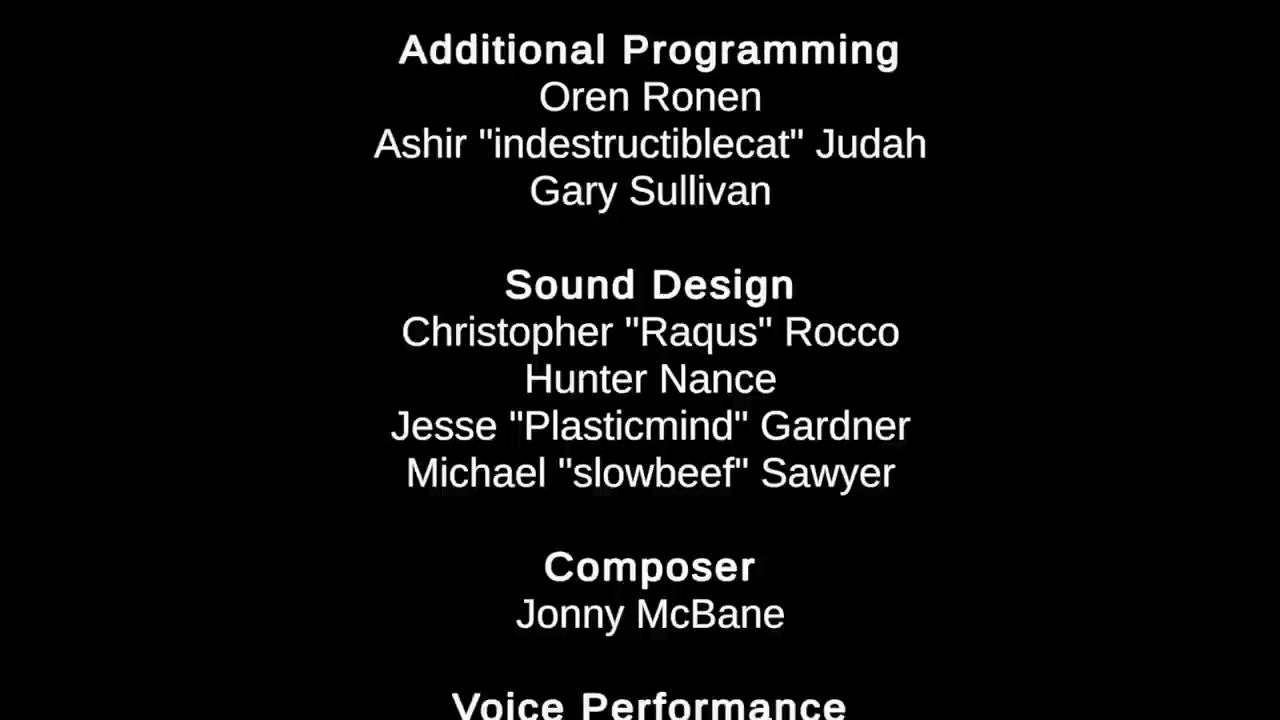 Additional Programming
Oren Ronen
Ashir "indestructiblecat" Judah
Gary Sullivan
Sound Design
Christopher "Raqus" Rocco
Hunter Nance
Jesse "Plasticmind" Gardner
Michael "slowbeef" Sawyer
Composer
Jonny McBane
Voice Performance